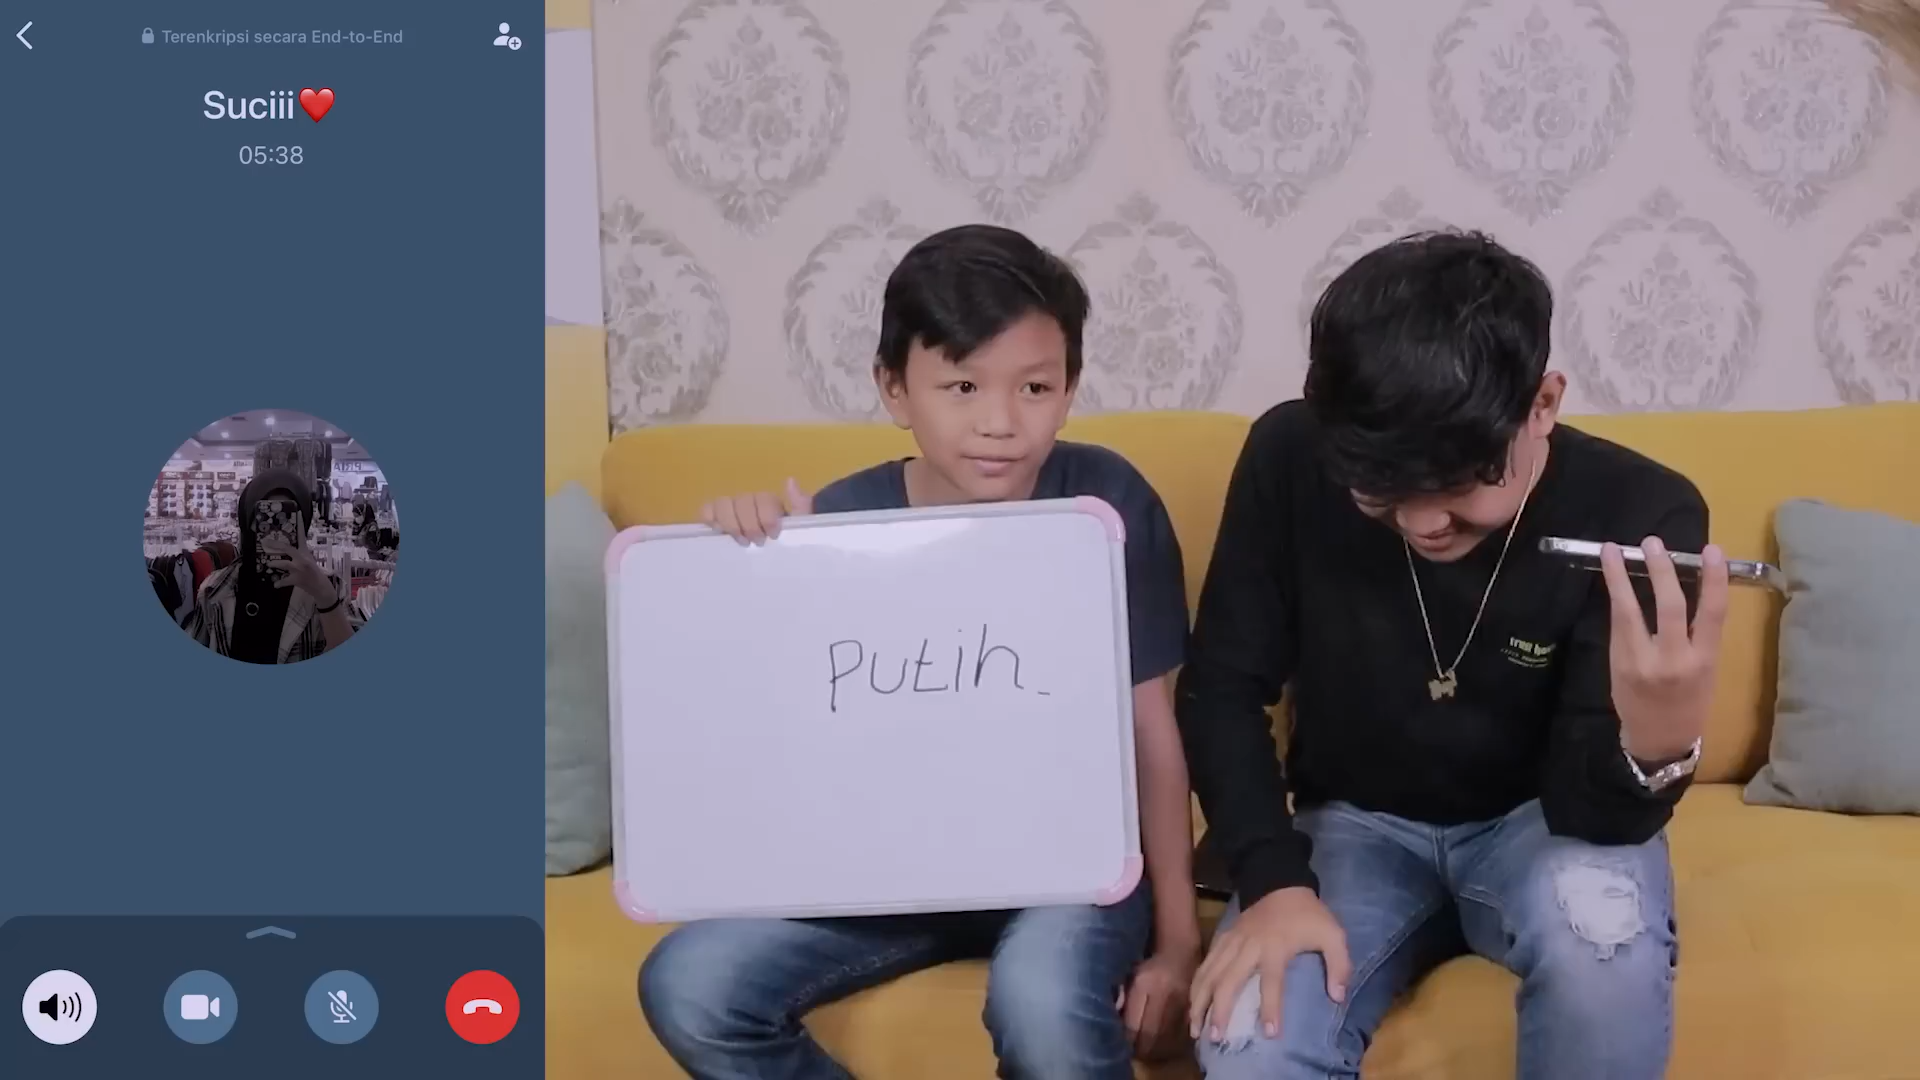 Terenkripsi secara End-to-End
Suciii❤️
05:38
PUtih